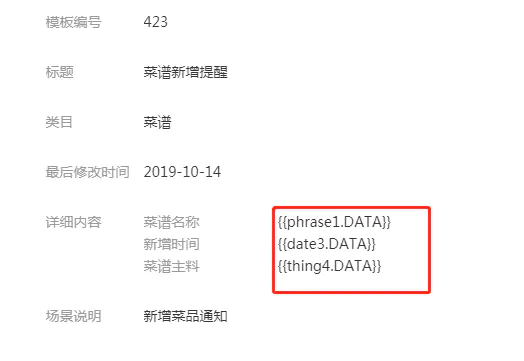 模板编号 423
标题 菜谱新增提醒
类目 菜谱
最后修改时间 2019-10-14
详细内容 菜谱名称 {{phrase1.DATA}}
新增时间 {{date3.DATA}}
菜谱主料 {{thing4.DATA}}
场景说明 新增菜品通知